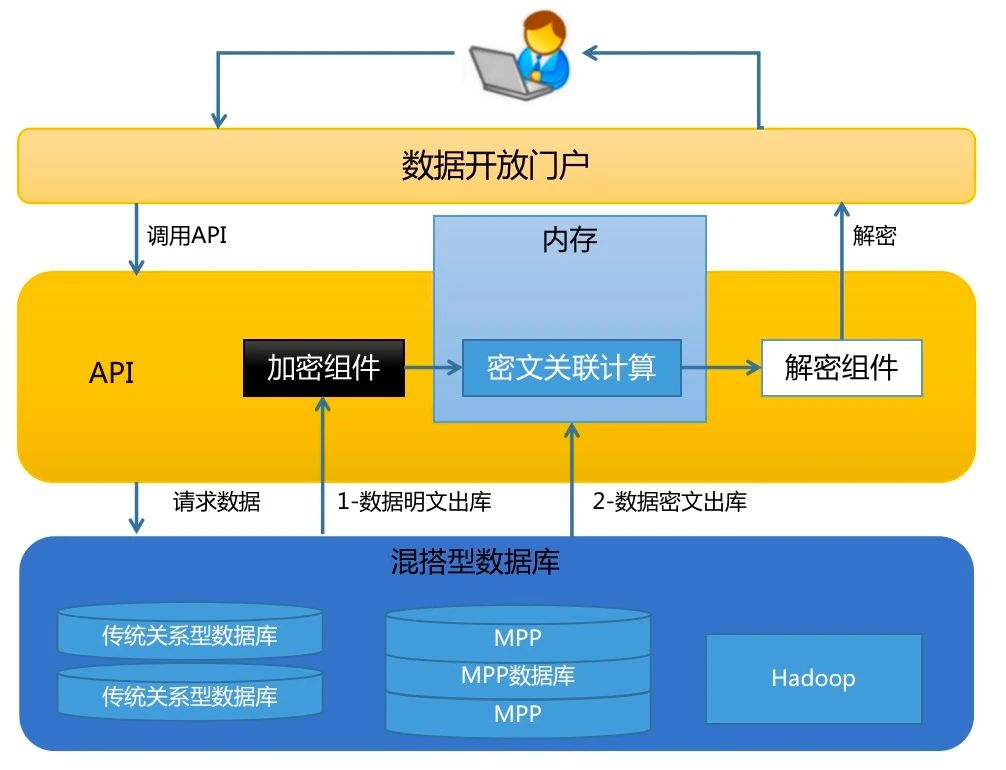 数据开放门户
调用API
内存
解密
API
加密组件
密文关联计算
解密组件
请求数据
1-数据明文出库
2-数据密文出库
混搭型数据库
传统关系型数据库
传统关系型数据库
MPP
MPP数据库
MPP
Hadoop